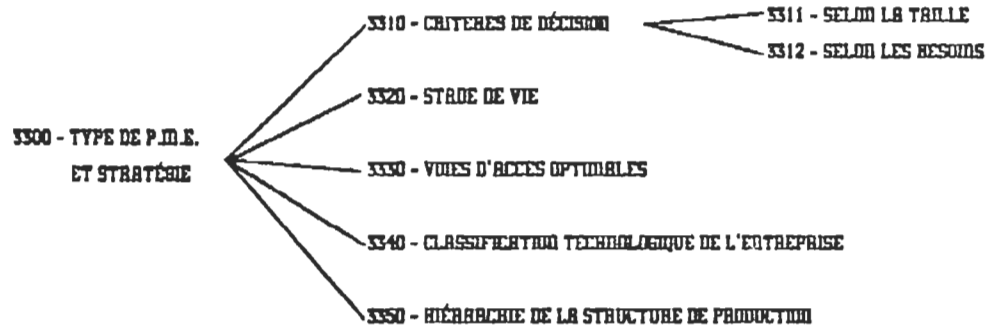 3310 - CRITERES DE DÉCISION
3311 - SELON LA TAILLE
3312 - SELON LES BESOINS
3320 - STADE DE VIE
3300 - TYPE DE P.M.E.
ET STRATÉGIE
3330 - VOIES D'ACCES OPTIMALES
3340 - CLASSIFICATION TECHNOLOGIQUE DE L'ENTREPRISE
3350 - HIÉRARCHIE DE LA STRUCTURE DE PRODUCTION